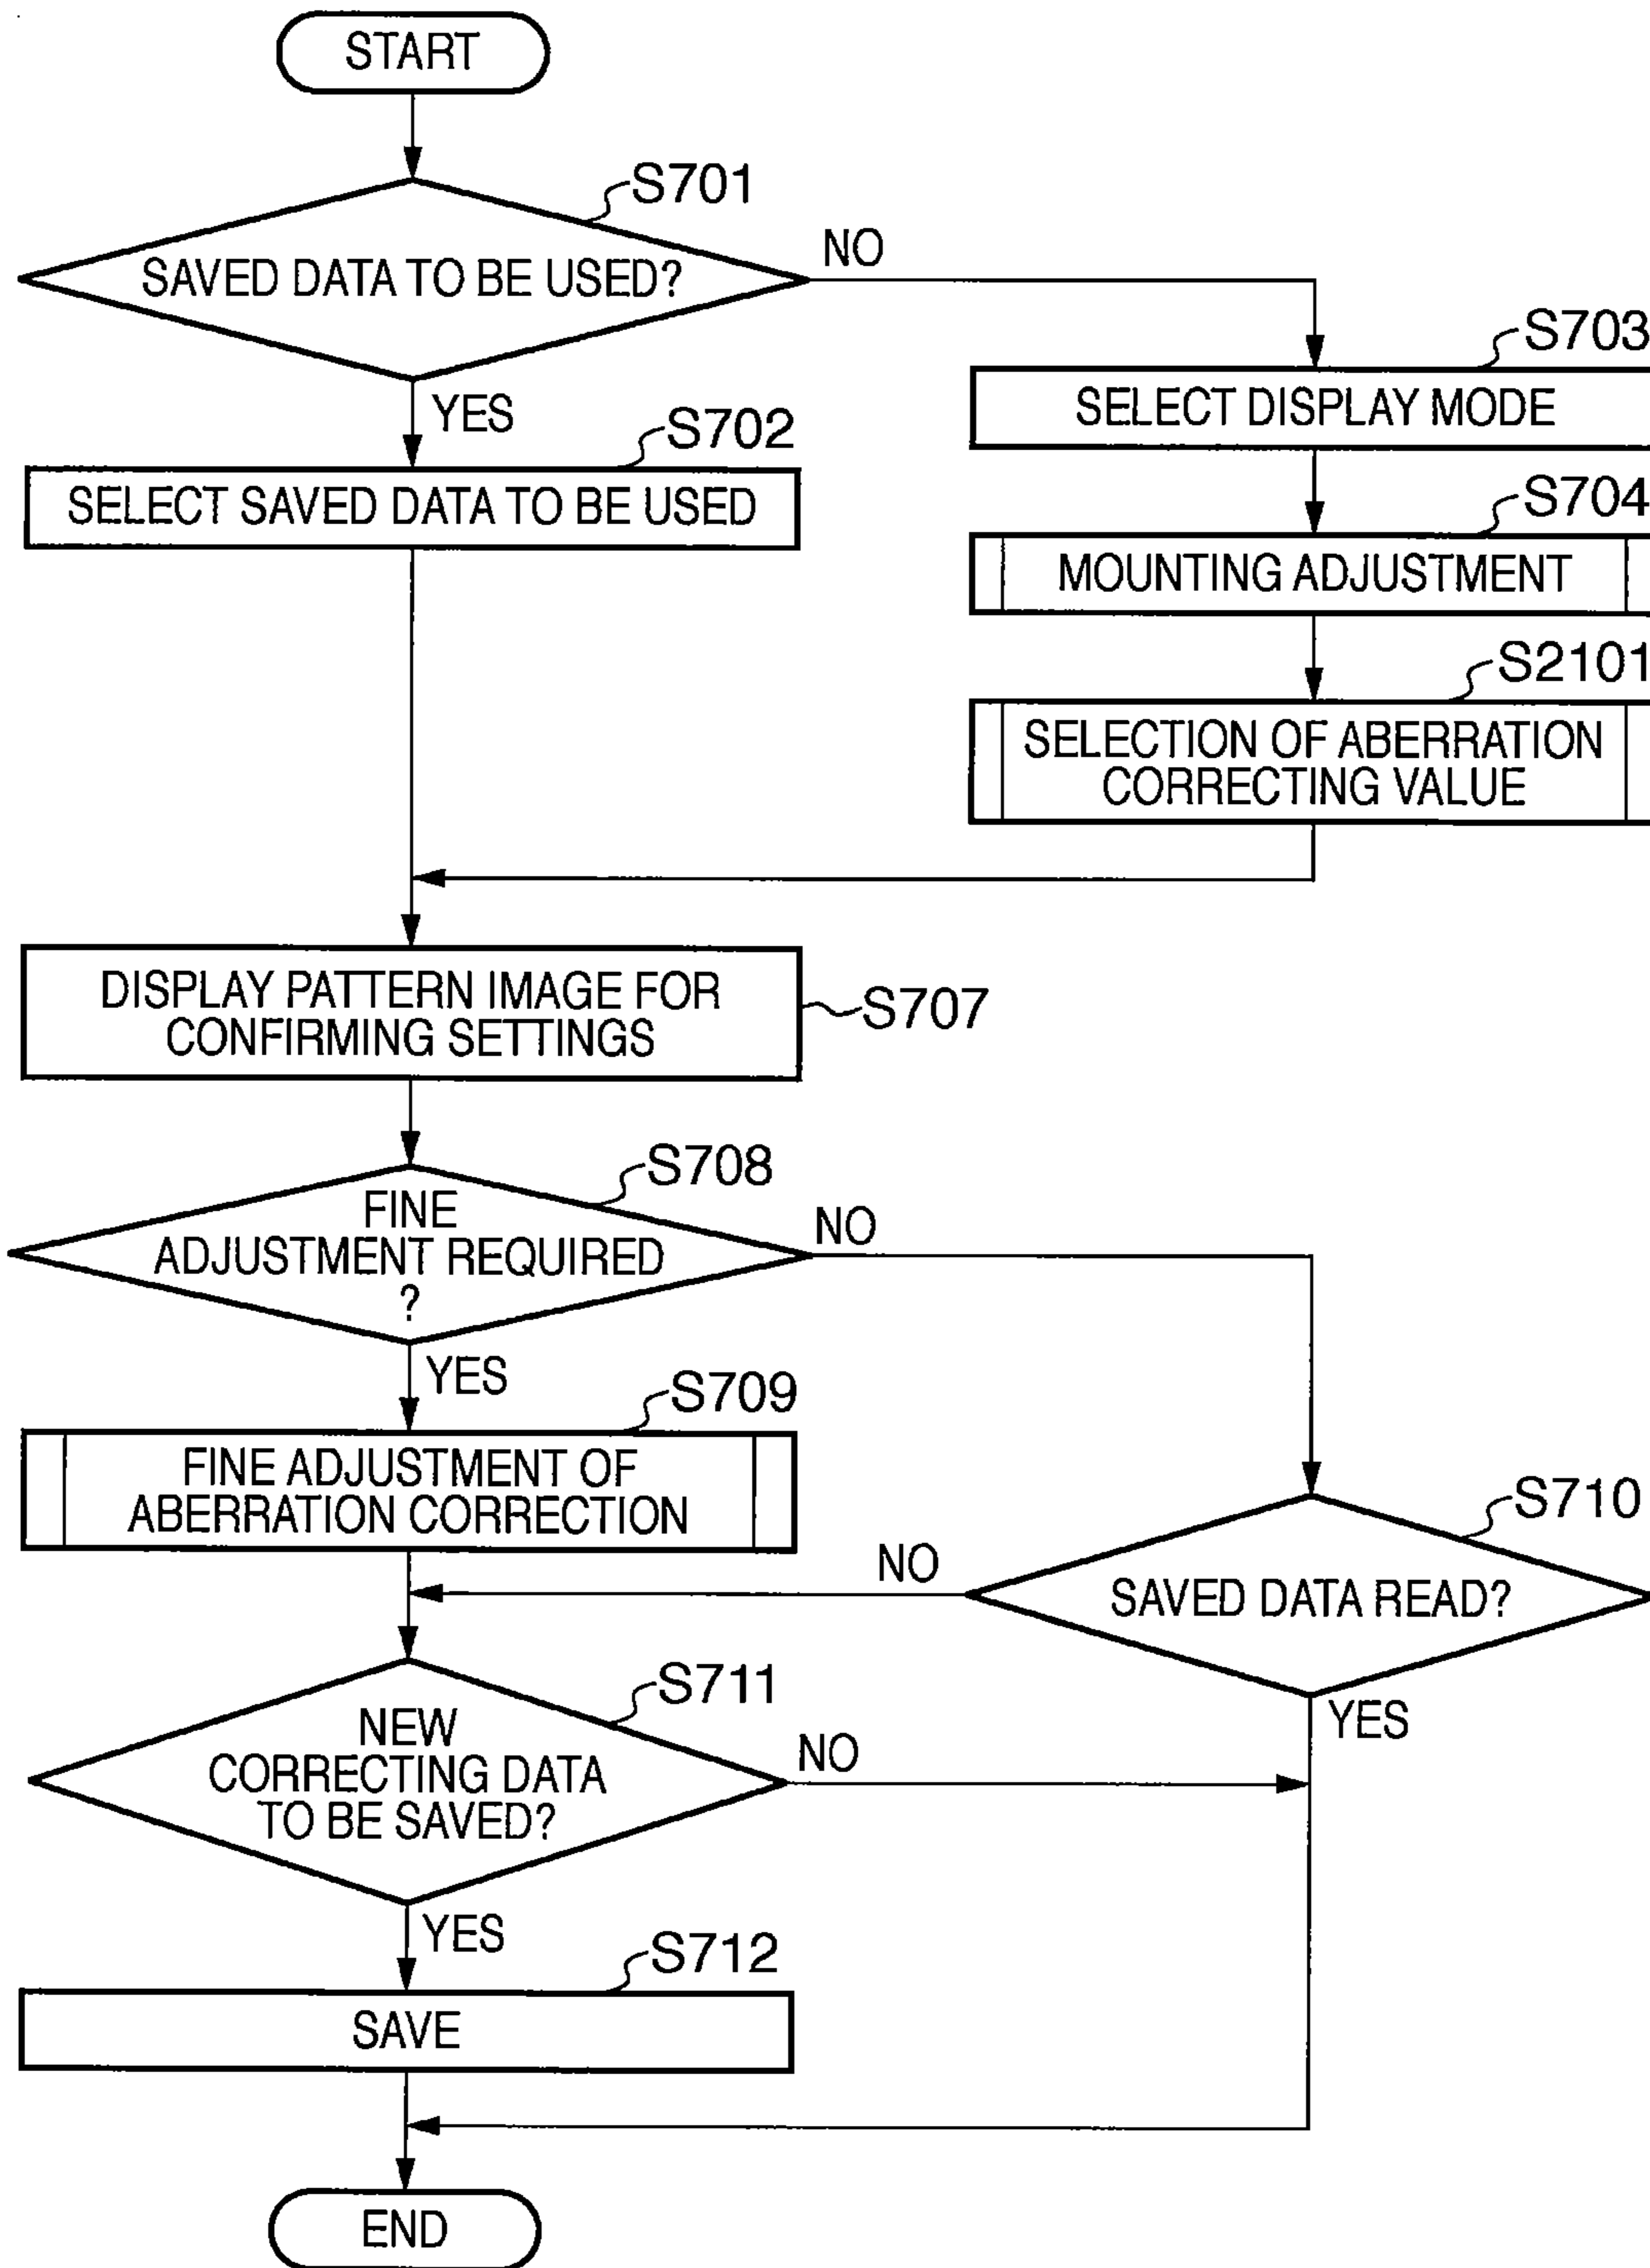 START
S701
SAVED DATA TO BE USED?
NO
YES
S702
SELECT SAVED DATA TO BE USED
S703
SELECT DISPLAY MODE
S704
MOUNTING ADJUSTMENT
S2101
SELECTION OF ABERRATION
CORRECTING VALUE
DISPLAY PATTERN IMAGE FOR
CONFIRMING SETTINGS
S707
S708
FINE
ADJUSTMENT REQUIRED
?
NO
YES
S709
FINE ADJUSTMENT OF
ABERRATION CORRECTION
S710
SAVED DATA READ?
NO
YES
S711
NEW
CORRECTING DATA
TO BE SAVED?
NO
YES
S712
SAVE
END